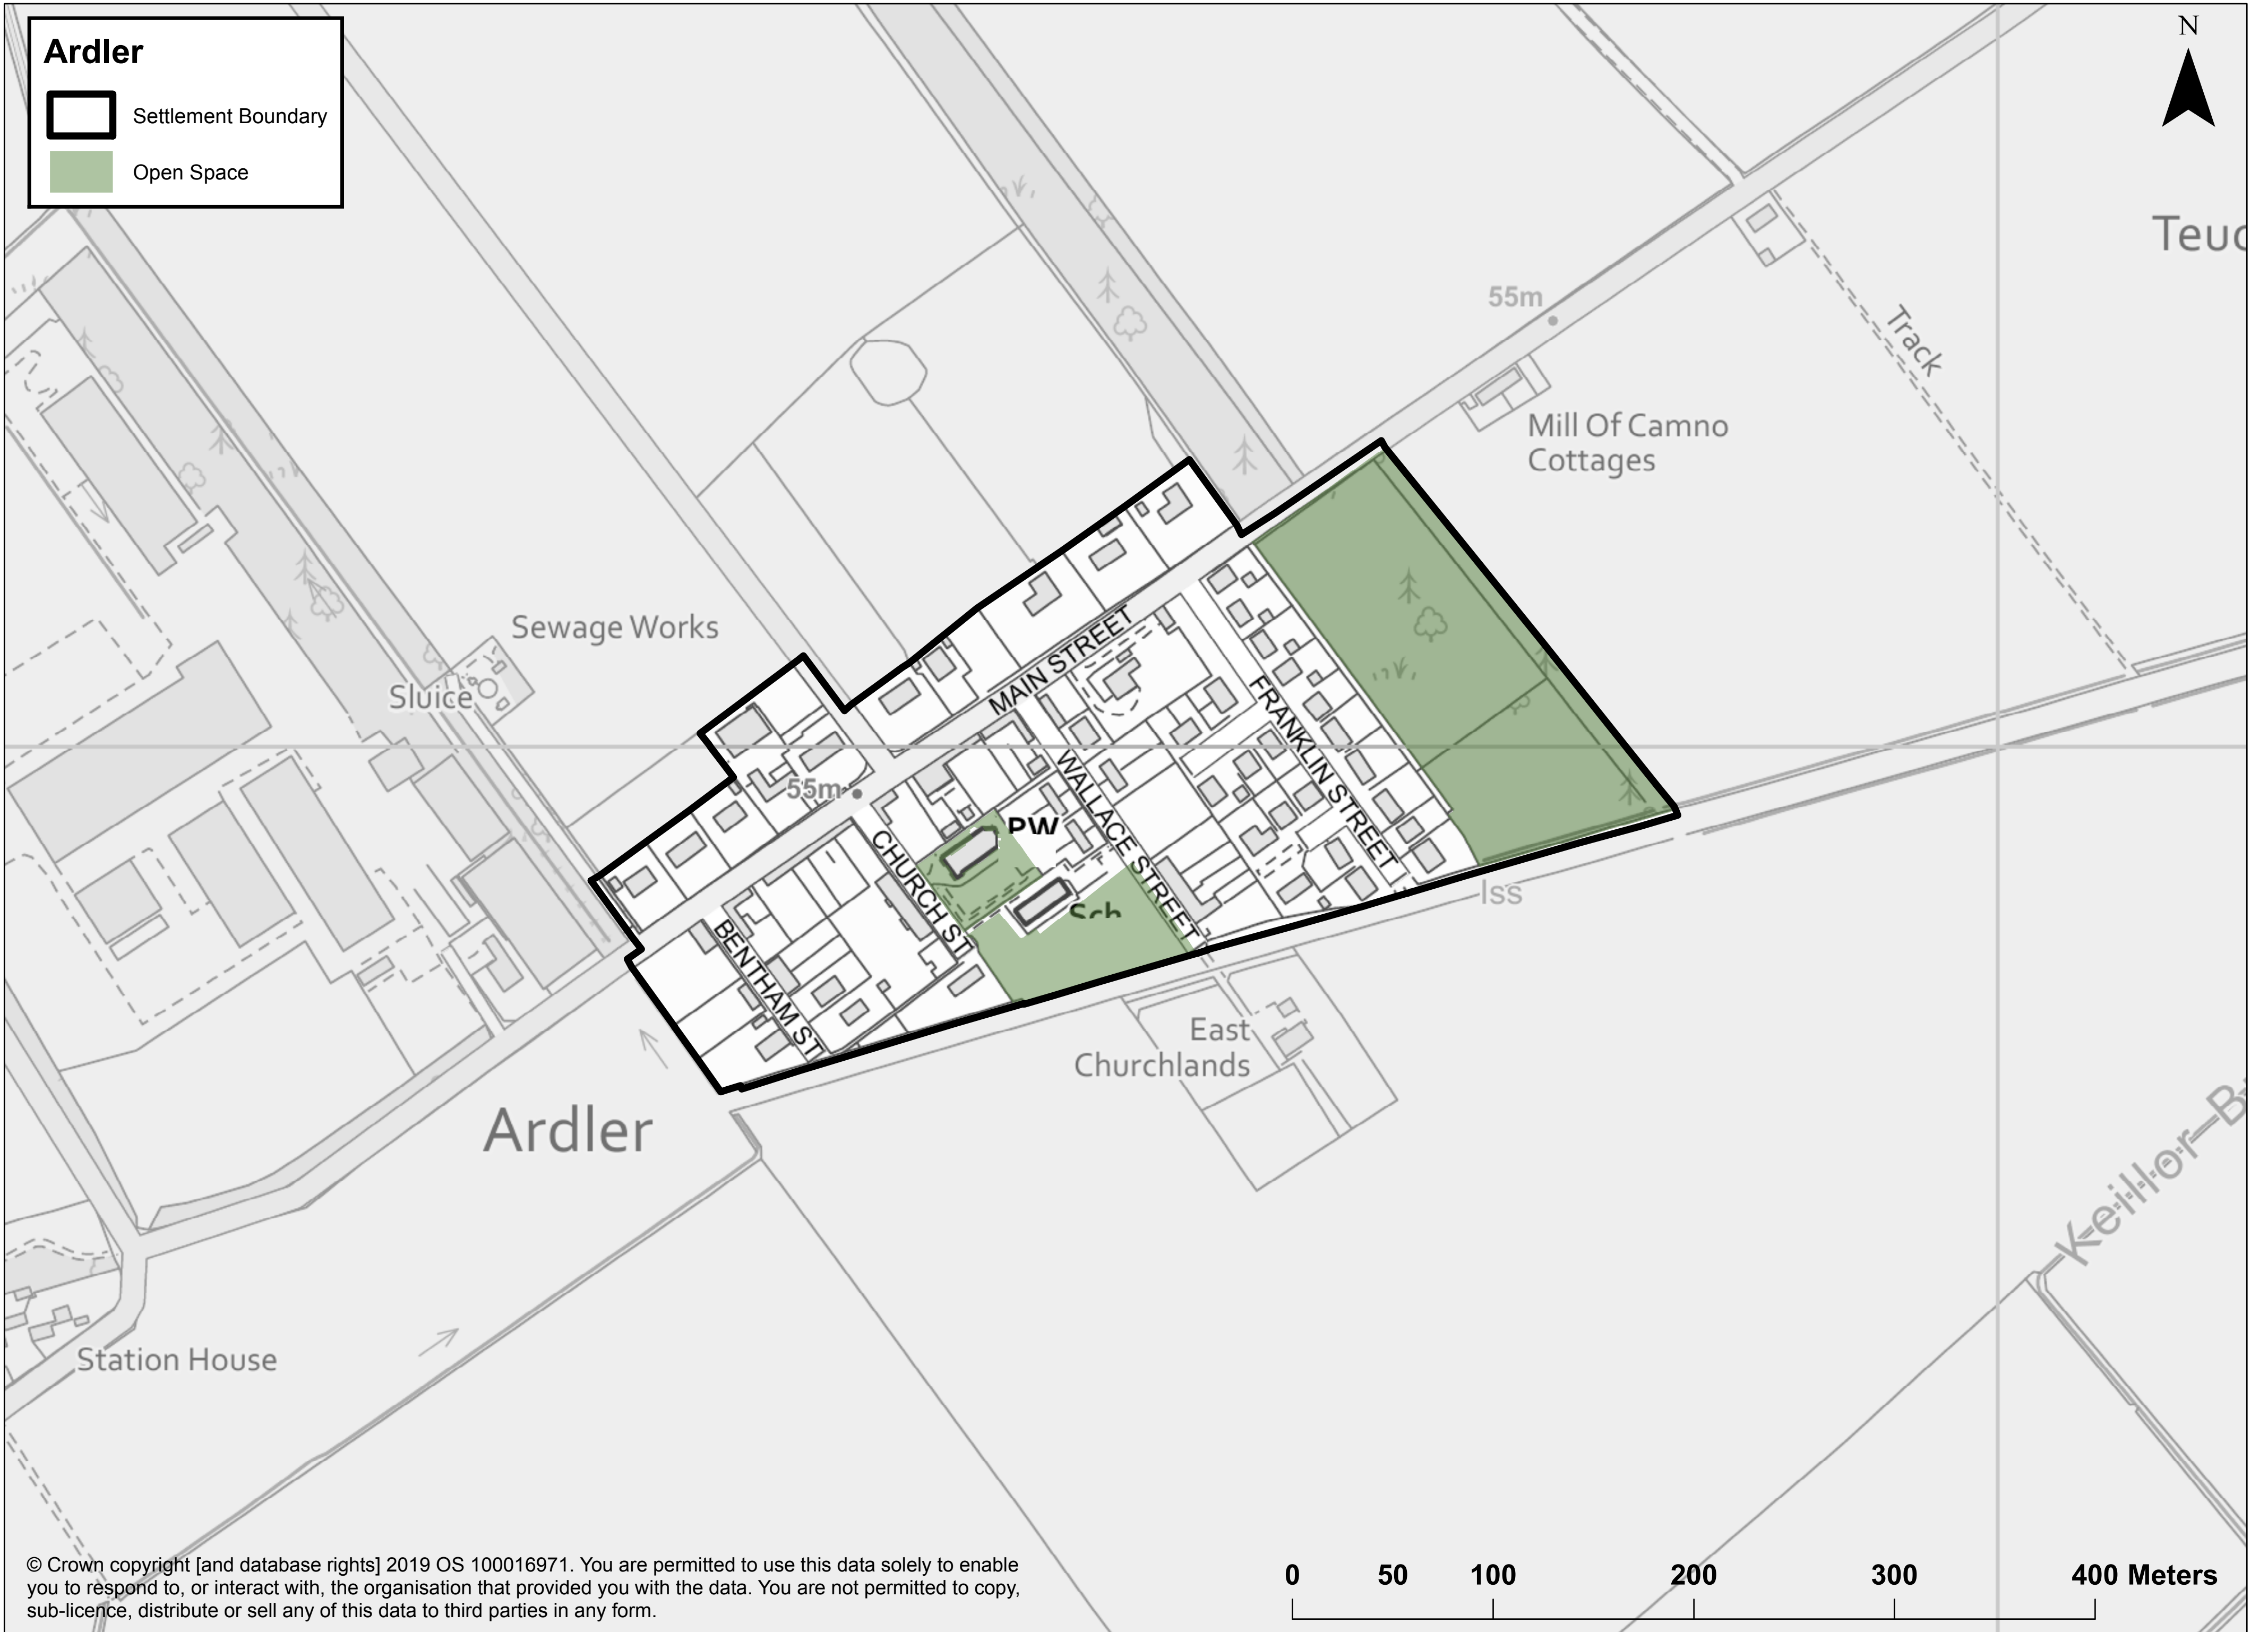 Ardler
Settlement Boundary
Open Space
N
Teuc
55m
Track
Mill Of Camno
Cottages
Sewage Works
Sluice
MAIN STREET
FRANKLIN STREET
55m
WALLACE STREET
PW
CHURCH ST
Sch
Iss
BENTHAM ST
East
Churchlands
Ardler
Keillor B
Station House
© Crown copyright [and database rights] 2019 OS 100016971. You are permitted to use this data solely to enable
you to respond to, or interact with, the organisation that provided you with the data. You are not permitted to copy,
sub-licence, distribute or sell any of this data to third parties in any form.
0 50 100 200 300 400 Meters